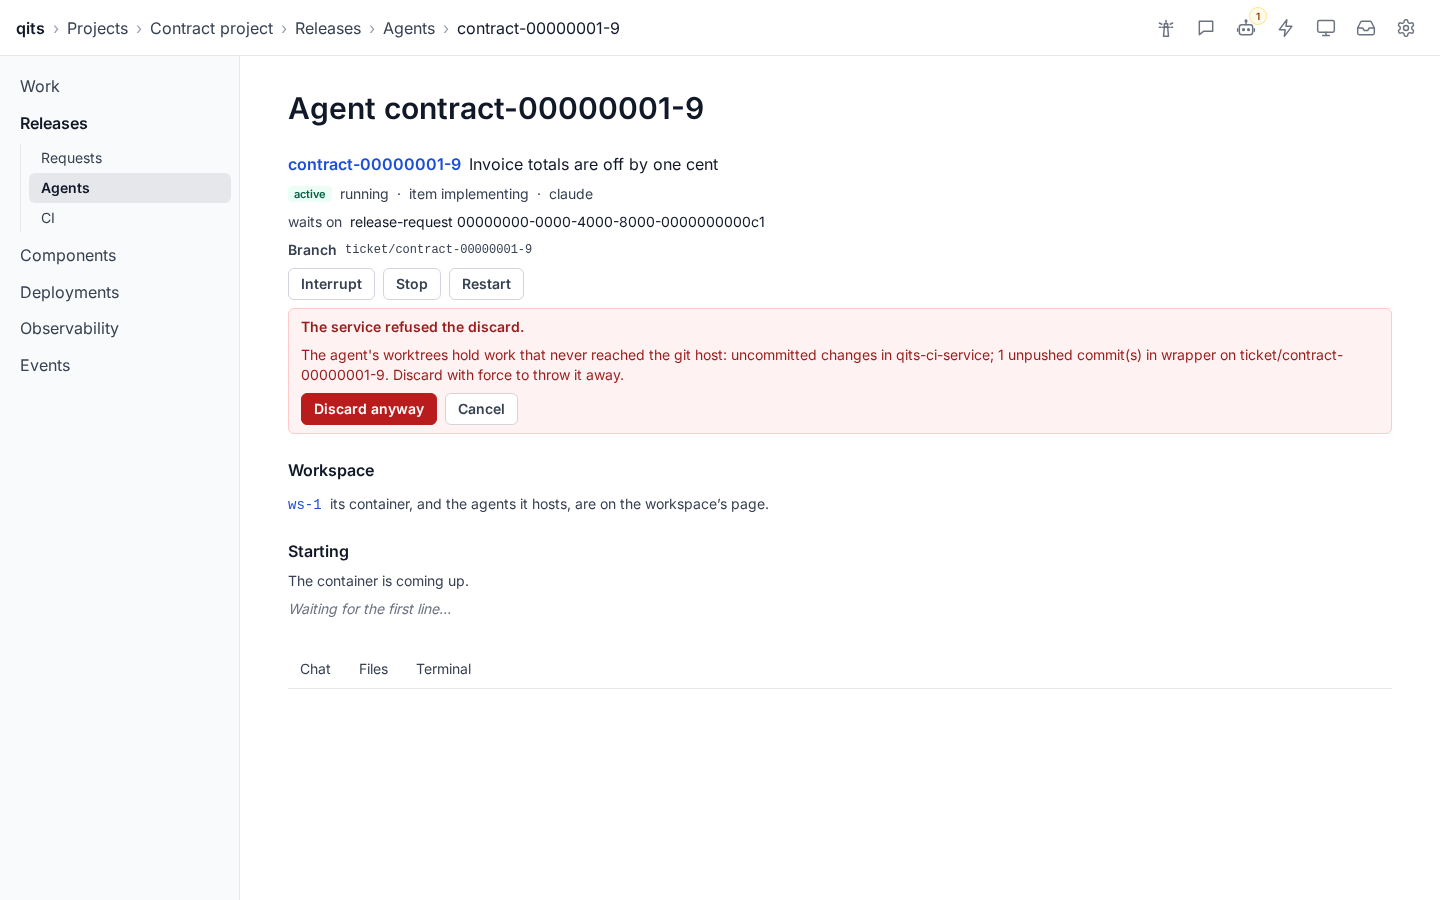 qits › Projects › Contract project › Releases › Agents › contract-00000001-9
1
Work
Releases
Requests
Agents
CI
Components
Deployments
Observability
Events
Agent contract-00000001-9
contract-00000001-9 Invoice totals are off by one cent
active running · item implementing · claude
waits on release-request 00000000-0000-4000-8000-0000000000c1
Branch ticket/contract-00000001-9
Interrupt Stop Restart
The service refused the discard.
The agent's worktrees hold work that never reached the git host: uncommitted changes in qits-ci-service; 1 unpushed commit(s) in wrapper on ticket/contract-
00000001-9. Discard with force to throw it away.
Discard anyway Cancel
Workspace
ws-1 its container, and the agents it hosts, are on the workspace’s page.
Starting
The container is coming up.
Waiting for the first line…
Chat Files Terminal